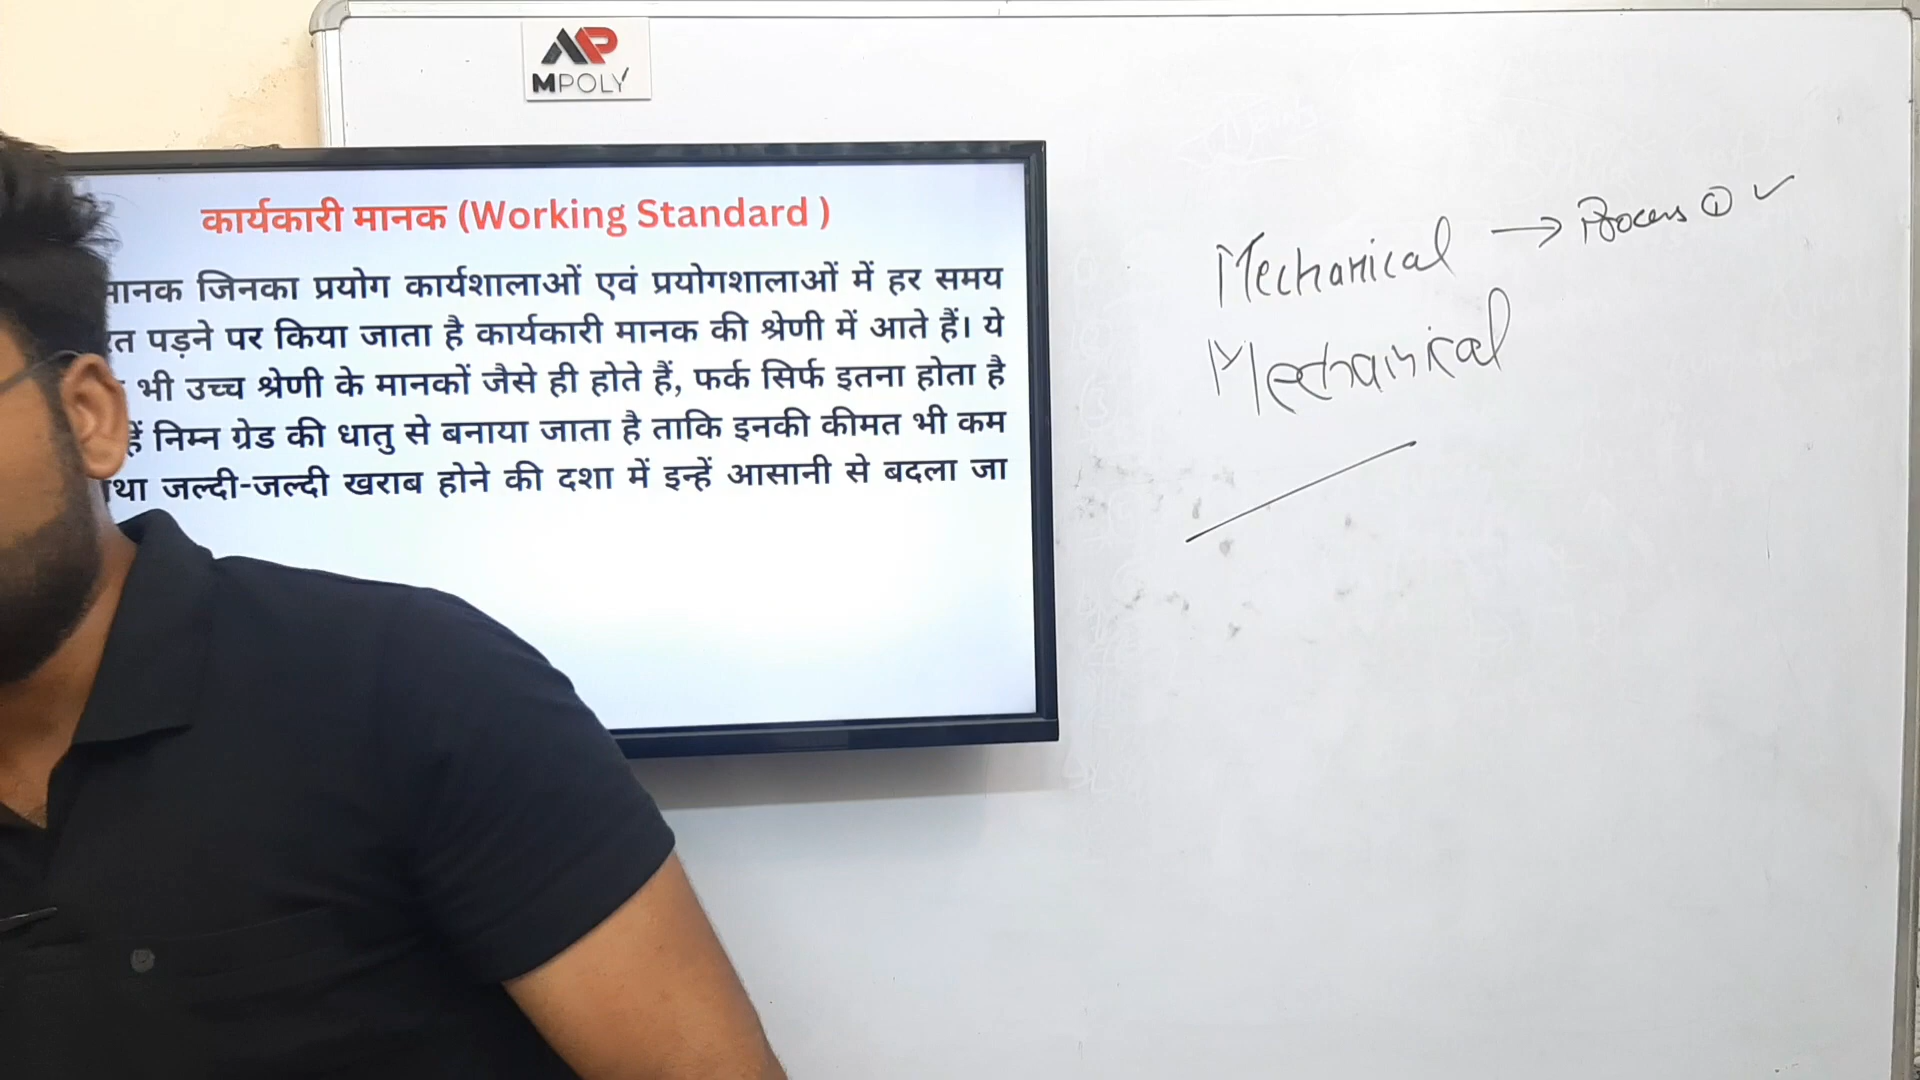 MPOLY
कार्यकारी मानक (Working Standard )
मानक जिनका प्रयोग कार्यशालाओं एवं प्रयोगशालाओं में हर समय
पड़ने पर किया जाता है कार्यकारी मानक की श्रेणी में आते हैं। ये
भी उच्च श्रेणी के मानकों जैसे ही होते हैं, फर्क सिर्फ इतना होता है
निम्न ग्रेड की धातु से बनाया जाता है ताकि इनकी कीमत भी कम
जल्दी-जल्दी खराब होने की दशा में इन्हें आसानी से बदला जा
Mechanical → Process ① ✓
Mechanical